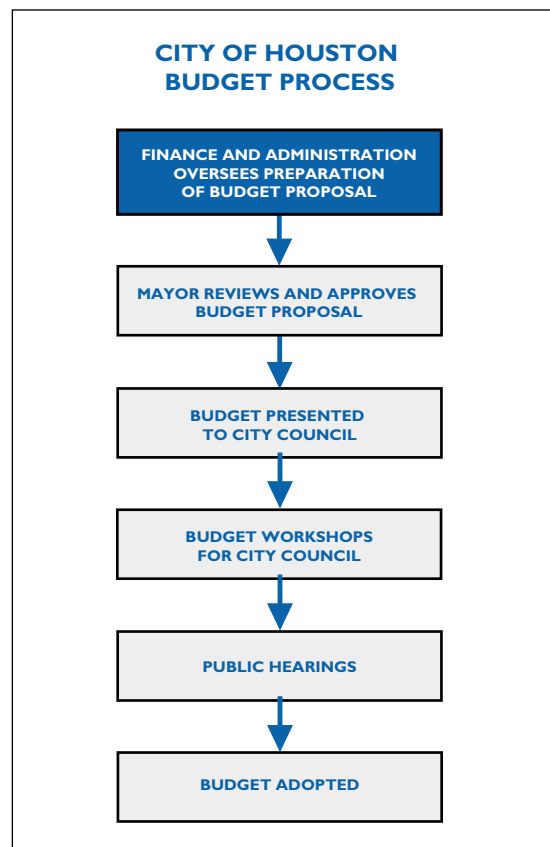 CITY OF HOUSTON
BUDGET PROCESS
FINANCE AND ADMINISTRATION
OVERSEES PREPARATION
OF BUDGET PROPOSAL
MAYOR REVIEWS AND APPROVES
BUDGET PROPOSAL
BUDGET PRESENTED
TO CITY COUNCIL
BUDGET WORKSHOPS
FOR CITY COUNCIL
PUBLIC HEARINGS
BUDGET ADOPTED